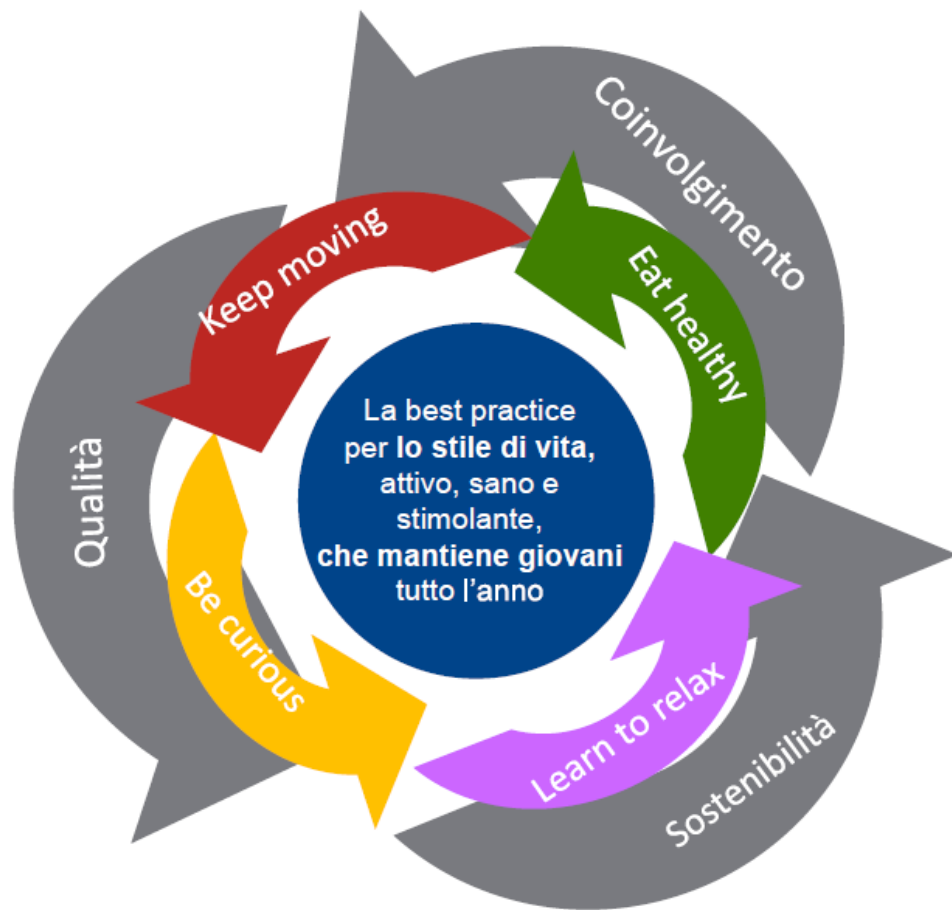 Coinvolgimento
Keep moving
Eat healthy
Qualità
La best practice
per lo stile di vita,
attivo, sano e
stimolante,
che mantiene giovani
tutto l'anno
Be curious
Learn to relax
Sostenibilità